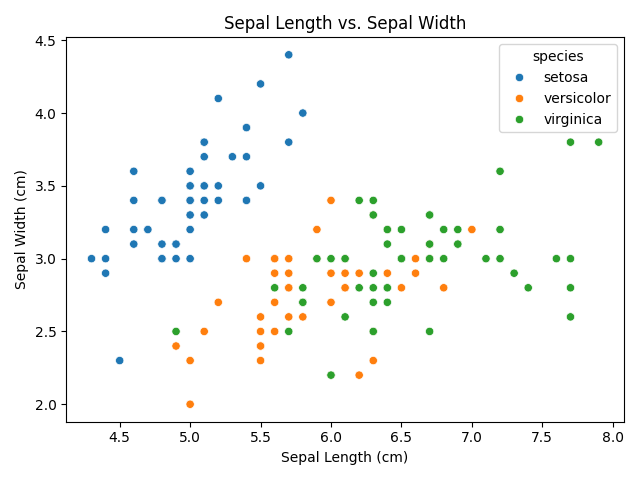 Sepal Length vs. Sepal Width
species
setosa
versicolor
virginica
Sepal Width (cm)
4.5
4.0
3.5
3.0
2.5
2.0
4.5 5.0 5.5 6.0 6.5 7.0 7.5 8.0
Sepal Length (cm)